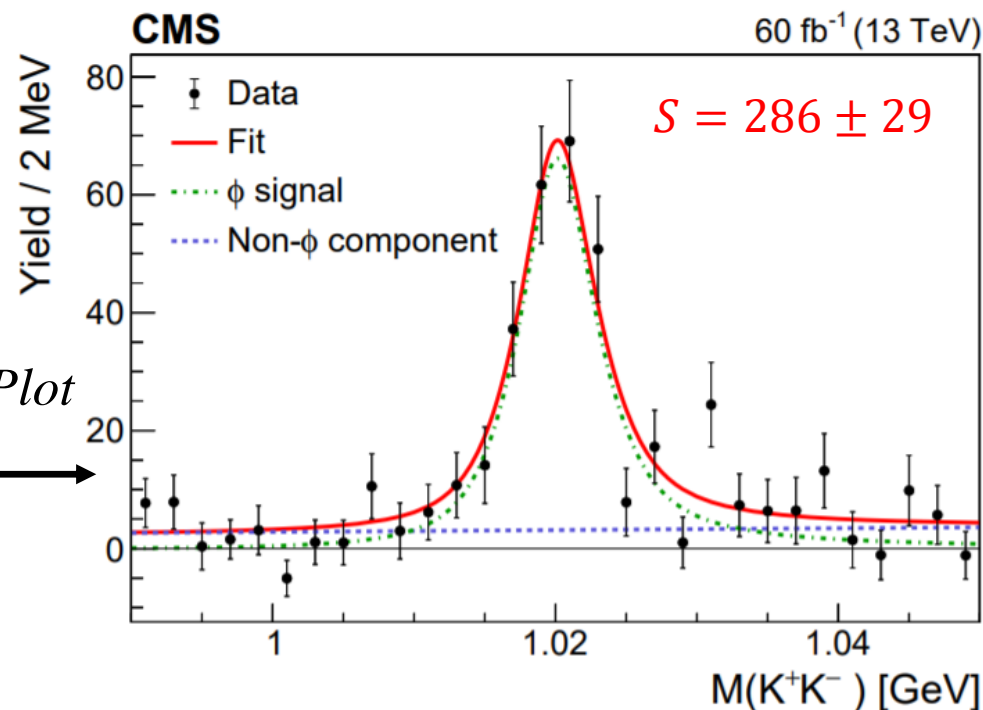 CMS
60 fb⁻¹ (13 TeV)
Yield / 2 MeV
80
60
40
20
0
Data
Fit
ϕ signal
Non-ϕ component
S = 286 ± 29
Plot
1
1.02
1.04
M(K⁺K⁻ ) [GeV]